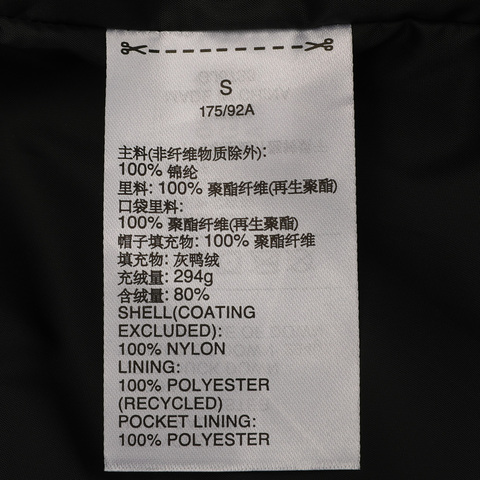 S
175/92A
主料(非纤维物质除外):
100% 锦纶
里料: 100% 聚酯纤维(再生聚酯)
口袋里料:
100% 聚酯纤维(再生聚酯)
帽子填充物: 100% 聚酯纤维
填充物: 灰鸭绒
充绒量: 294g
含绒量: 80%
SHELL(COATING
EXCLUDED):
100% NYLON
LINING:
100% POLYESTER
(RECYCLED)
POCKET LINING:
100% POLYESTER